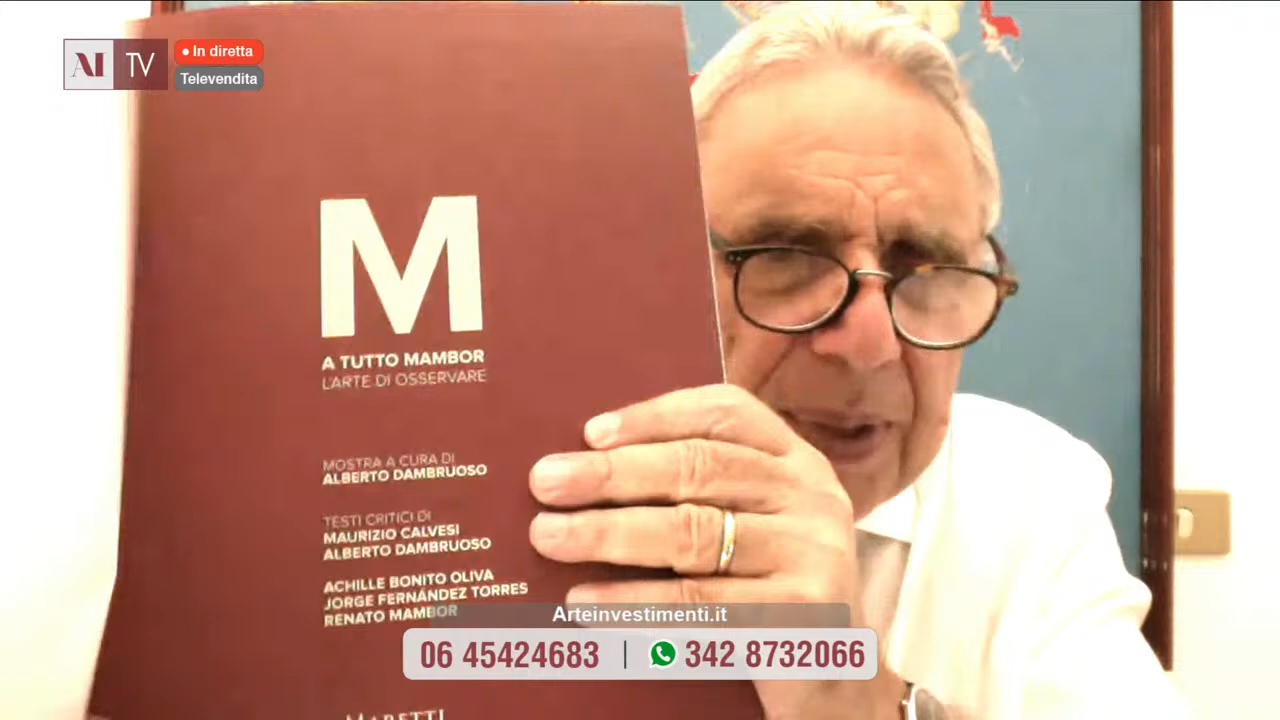 AI TV
• In diretta
Televendita
M
A TUTTO MAMBOR
L'ARTE DI OSSERVARE
MOSTRA A CURA DI
ALBERTO DAMBRUOSO
TESTI CRITICI DI
MAURIZIO CALVESI
ALBERTO DAMBRUOSO
ACHILLE BONITO OLIVA
JORGE FERNÁNDEZ TORRES
RENATO MAMBOR
Arteinvestimenti.it
06 45424683 | 342 8732066
MARETTI